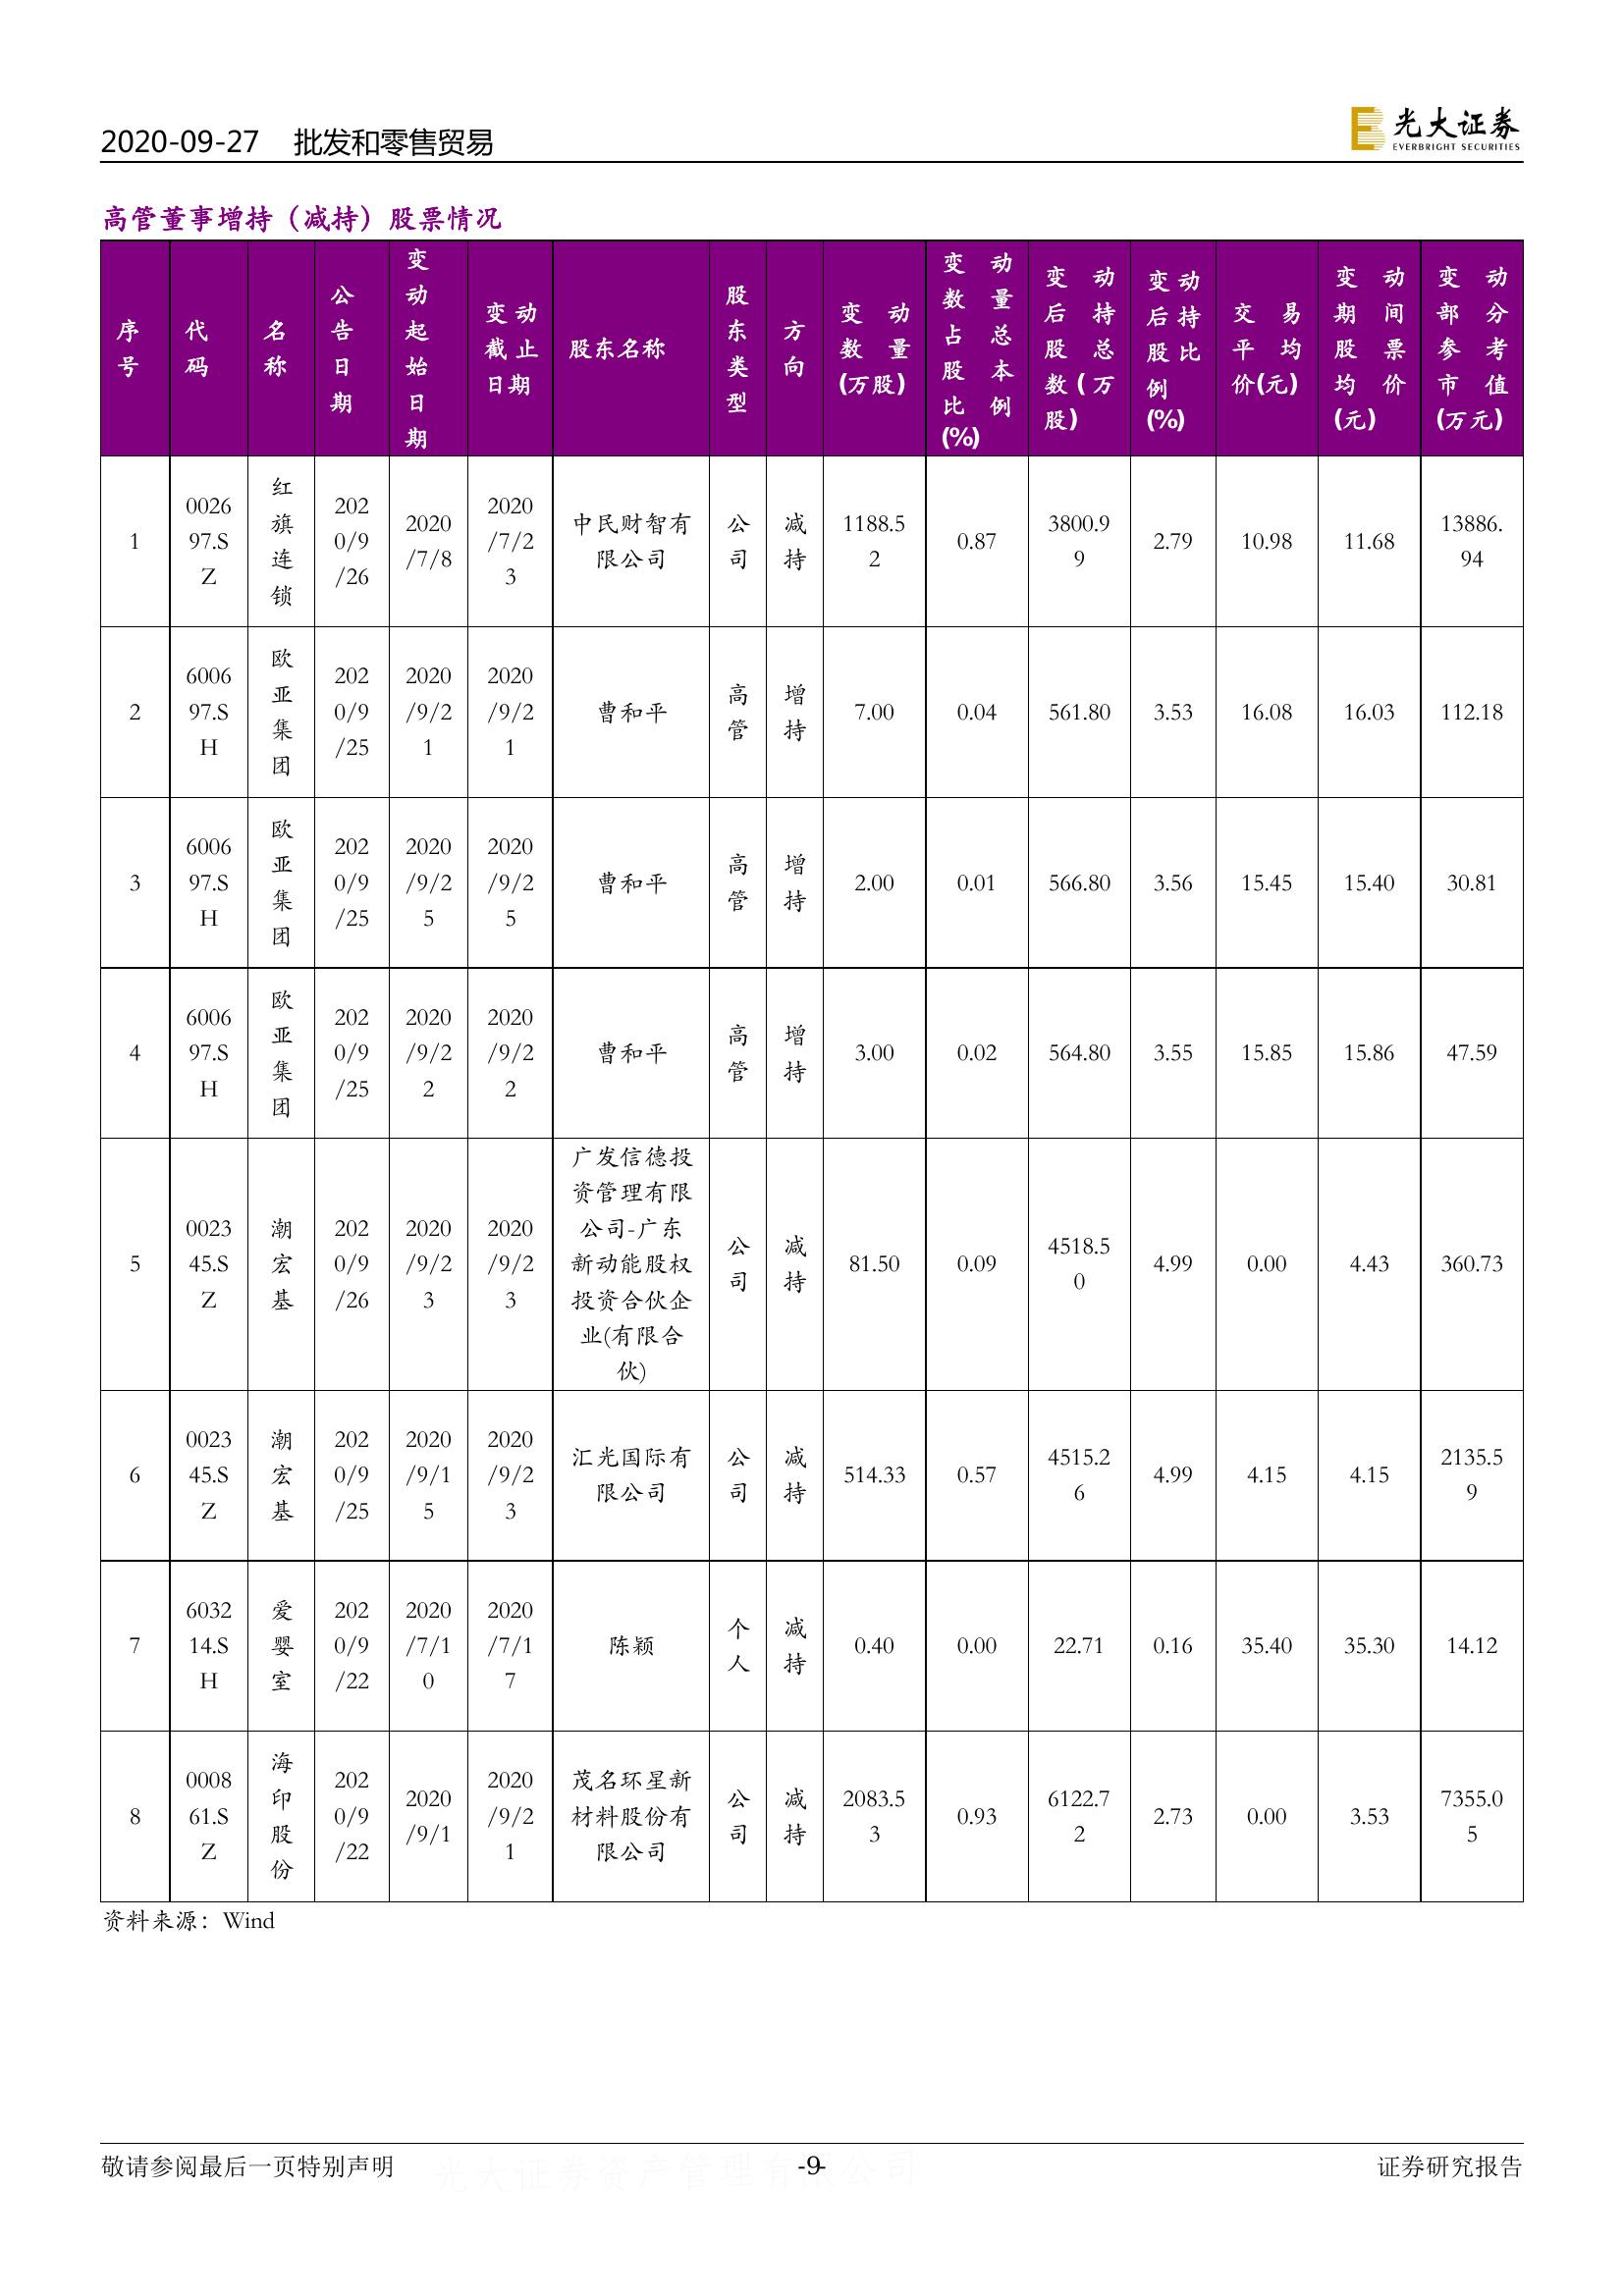 2020-09-27 批发和零售贸易
光大证券
EVERBRIGHT SECURITIES
高管董事增持（减持）股票情况
序号 代码 名称 公告日期 变动起始日期 变动截止日期 股东名称 股东类型 方向 变动数量(万股) 变动数量占总股本比例(%) 变动后持股总数(万股) 变动后持股比例(%) 交易平均价(元) 变动期间股票均价(元) 变动部分参考市值(万元)
1 002697.SZ 红旗连锁 2020/9/26 2020/7/8 2020/7/23 中民财智有限公司 公司 减持 1188.52 0.87 3800.99 2.79 10.98 11.68 13886.94
2 600697.SH 欧亚集团 2020/9/25 2020/9/21 2020/9/21 曹和平 高管 增持 7.00 0.04 561.80 3.53 16.08 16.03 112.18
3 600697.SH 欧亚集团 2020/9/25 2020/9/25 2020/9/25 曹和平 高管 增持 2.00 0.01 566.80 3.56 15.45 15.40 30.81
4 600697.SH 欧亚集团 2020/9/25 2020/9/22 2020/9/22 曹和平 高管 增持 3.00 0.02 564.80 3.55 15.85 15.86 47.59
5 002345.SZ 潮宏基 2020/9/26 2020/9/23 2020/9/23 广发信德投资管理有限公司-广东新动能股权投资合伙企业(有限合伙) 公司 减持 81.50 0.09 4518.50 4.99 0.00 4.43 360.73
6 002345.SZ 潮宏基 2020/9/25 2020/9/15 2020/9/23 汇光国际有限公司 公司 减持 514.33 0.57 4515.26 4.99 4.15 4.15 2135.59
7 603214.SH 爱婴室 2020/9/22 2020/7/10 2020/7/17 陈颖 个人 减持 0.40 0.00 22.71 0.16 35.40 35.30 14.12
8 000861.SZ 海印股份 2020/9/22 2020/9/1 2020/9/21 茂名环星新材料股份有限公司 公司 减持 2083.53 0.93 6122.72 2.73 0.00 3.53 7355.05
资料来源：Wind
敬请参阅最后一页特别声明 -9- 证券研究报告
光大证券资产管理有限公司